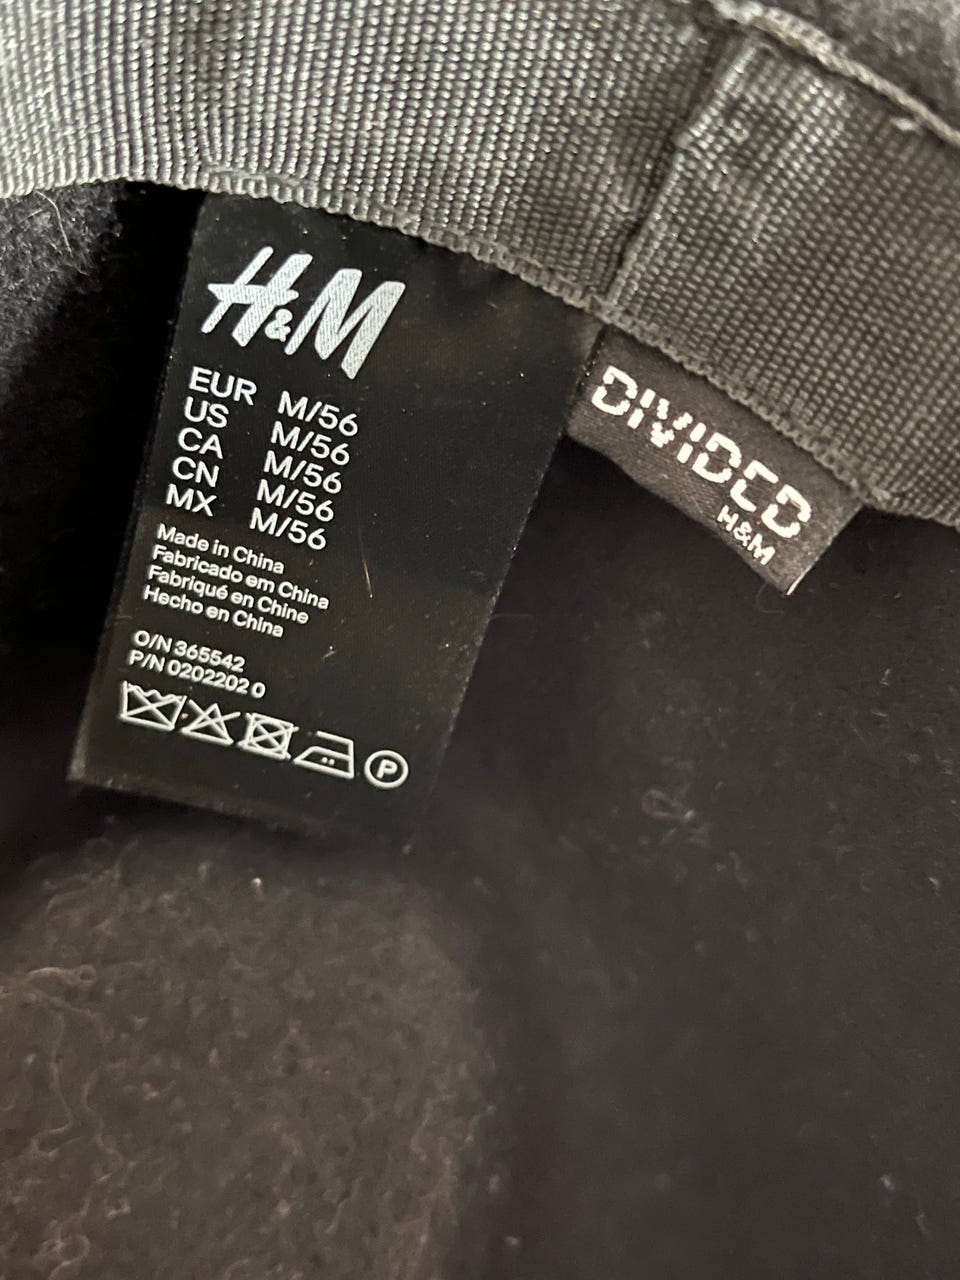 H&M
EUR M/56
US M/56
CA M/56
CN M/56
MX M/56
Made in China
Fabricado em China
Fabriqué en Chine
Hecho en China
O/N 365542
P/N 0202202 0
P
DIVIDED
H&M